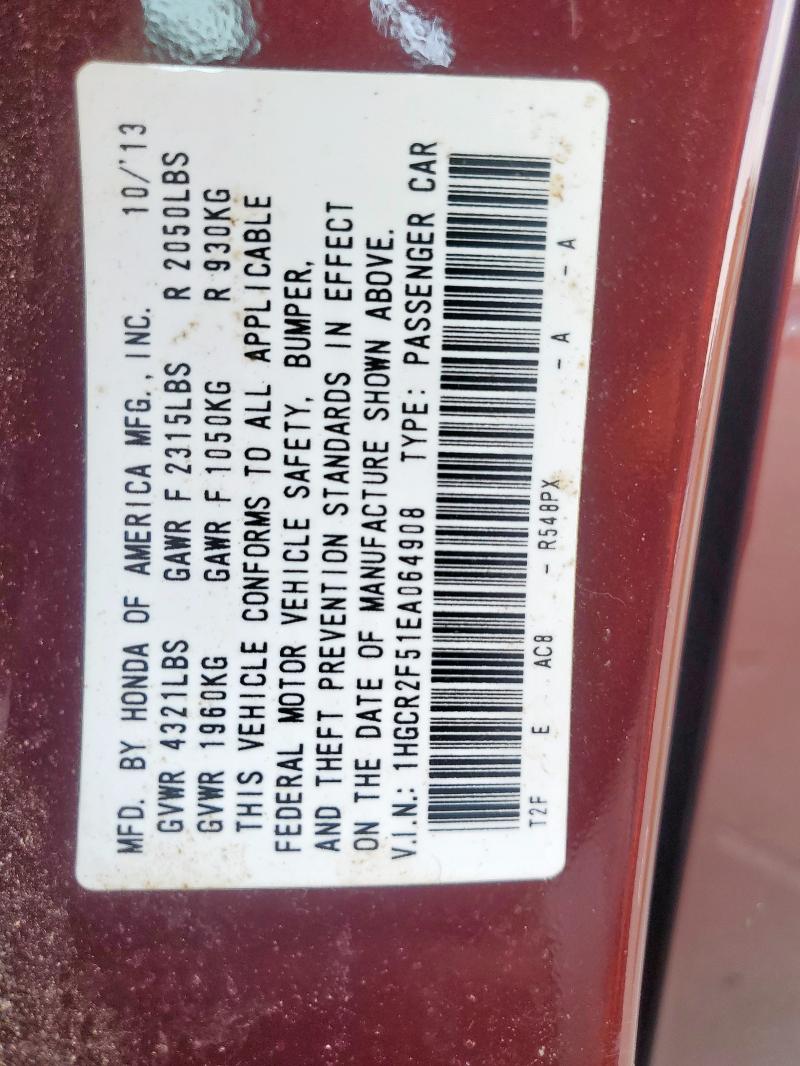 MFD. BY HONDA OF AMERICA MFG., INC. 10/'13
GVWR 4321LBS GAWR F 2315LBS R 2050LBS
GVWR 1960KG GAWR F 1050KG R 930KG
THIS VEHICLE CONFORMS TO ALL APPLICABLE
FEDERAL MOTOR VEHICLE SAFETY, BUMPER,
AND THEFT PREVENTION STANDARDS IN EFFECT
ON THE DATE OF MANUFACTURE SHOWN ABOVE.
V.I.N.: 1HGCR2F51EA064908 TYPE: PASSENGER CAR
T2F E AC8 - R548PX - A - A